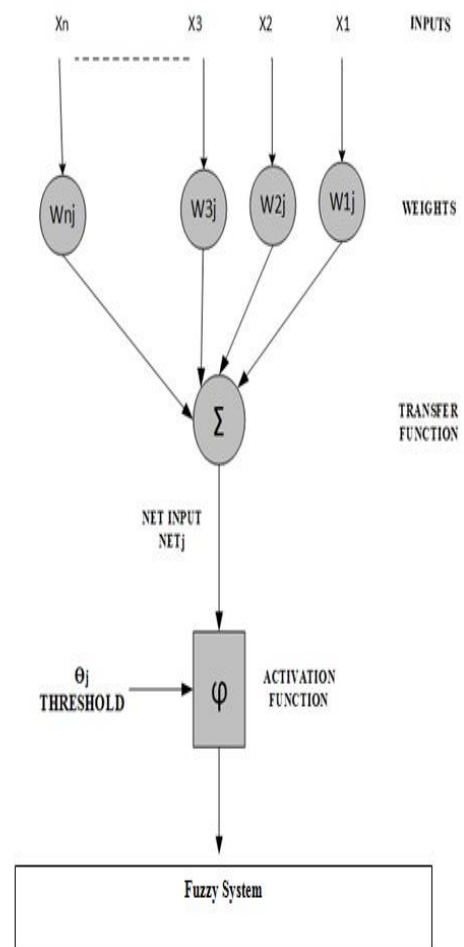 Xn X3 X2 X1 INPUTS
Wnj W3j W2j W1j WEIGHTS
Σ
TRANSFER
FUNCTION
NET INPUT
NETj
θj
THRESHOLD
φ
ACTIVATION
FUNCTION
Fuzzy System